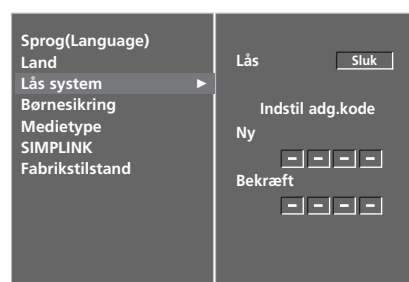 Sprog(Language)
Land
Lås system ►
Børnesikring
Medietype
SIMPLINK
Fabrikstilstand
Lås Sluk
Indstil adg.kode
Ny
– – – –
Bekræft
– – – –